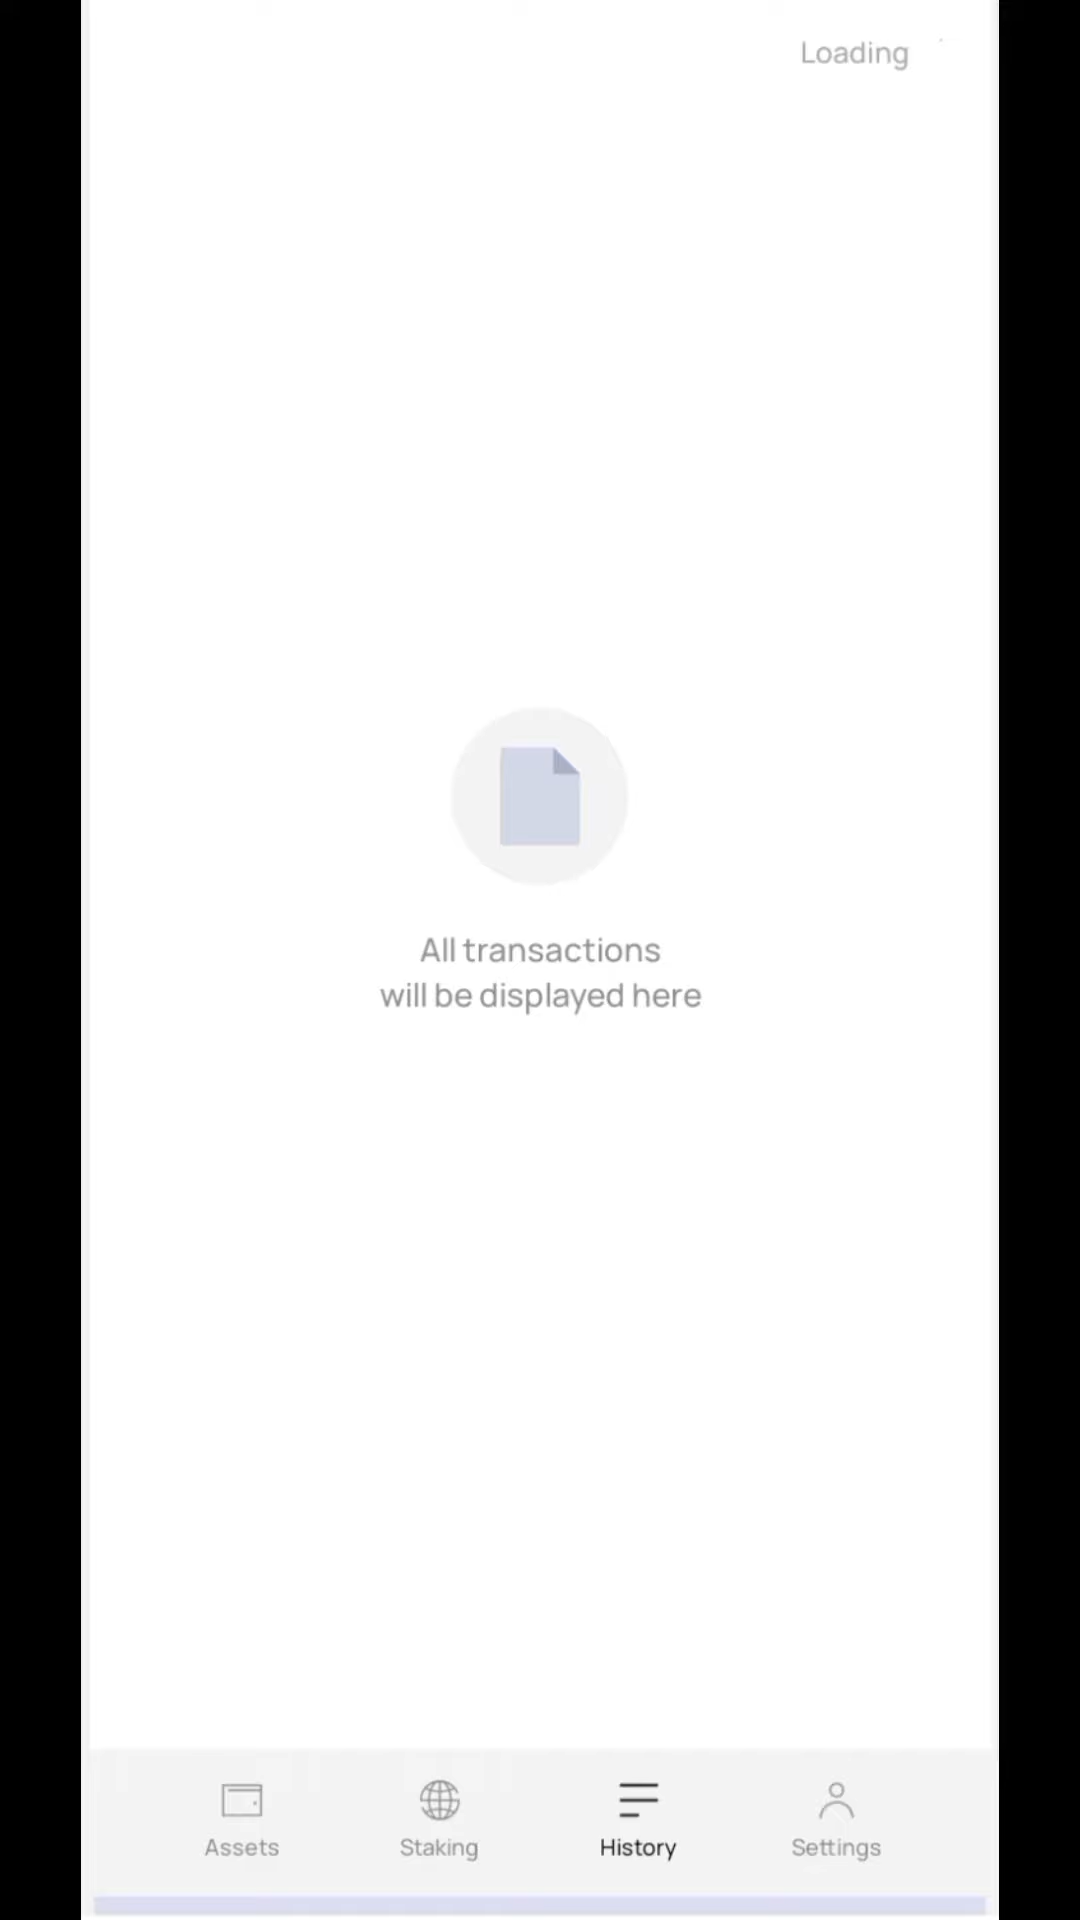 Loading
All transactions
will be displayed here
Assets
Staking
History
Settings